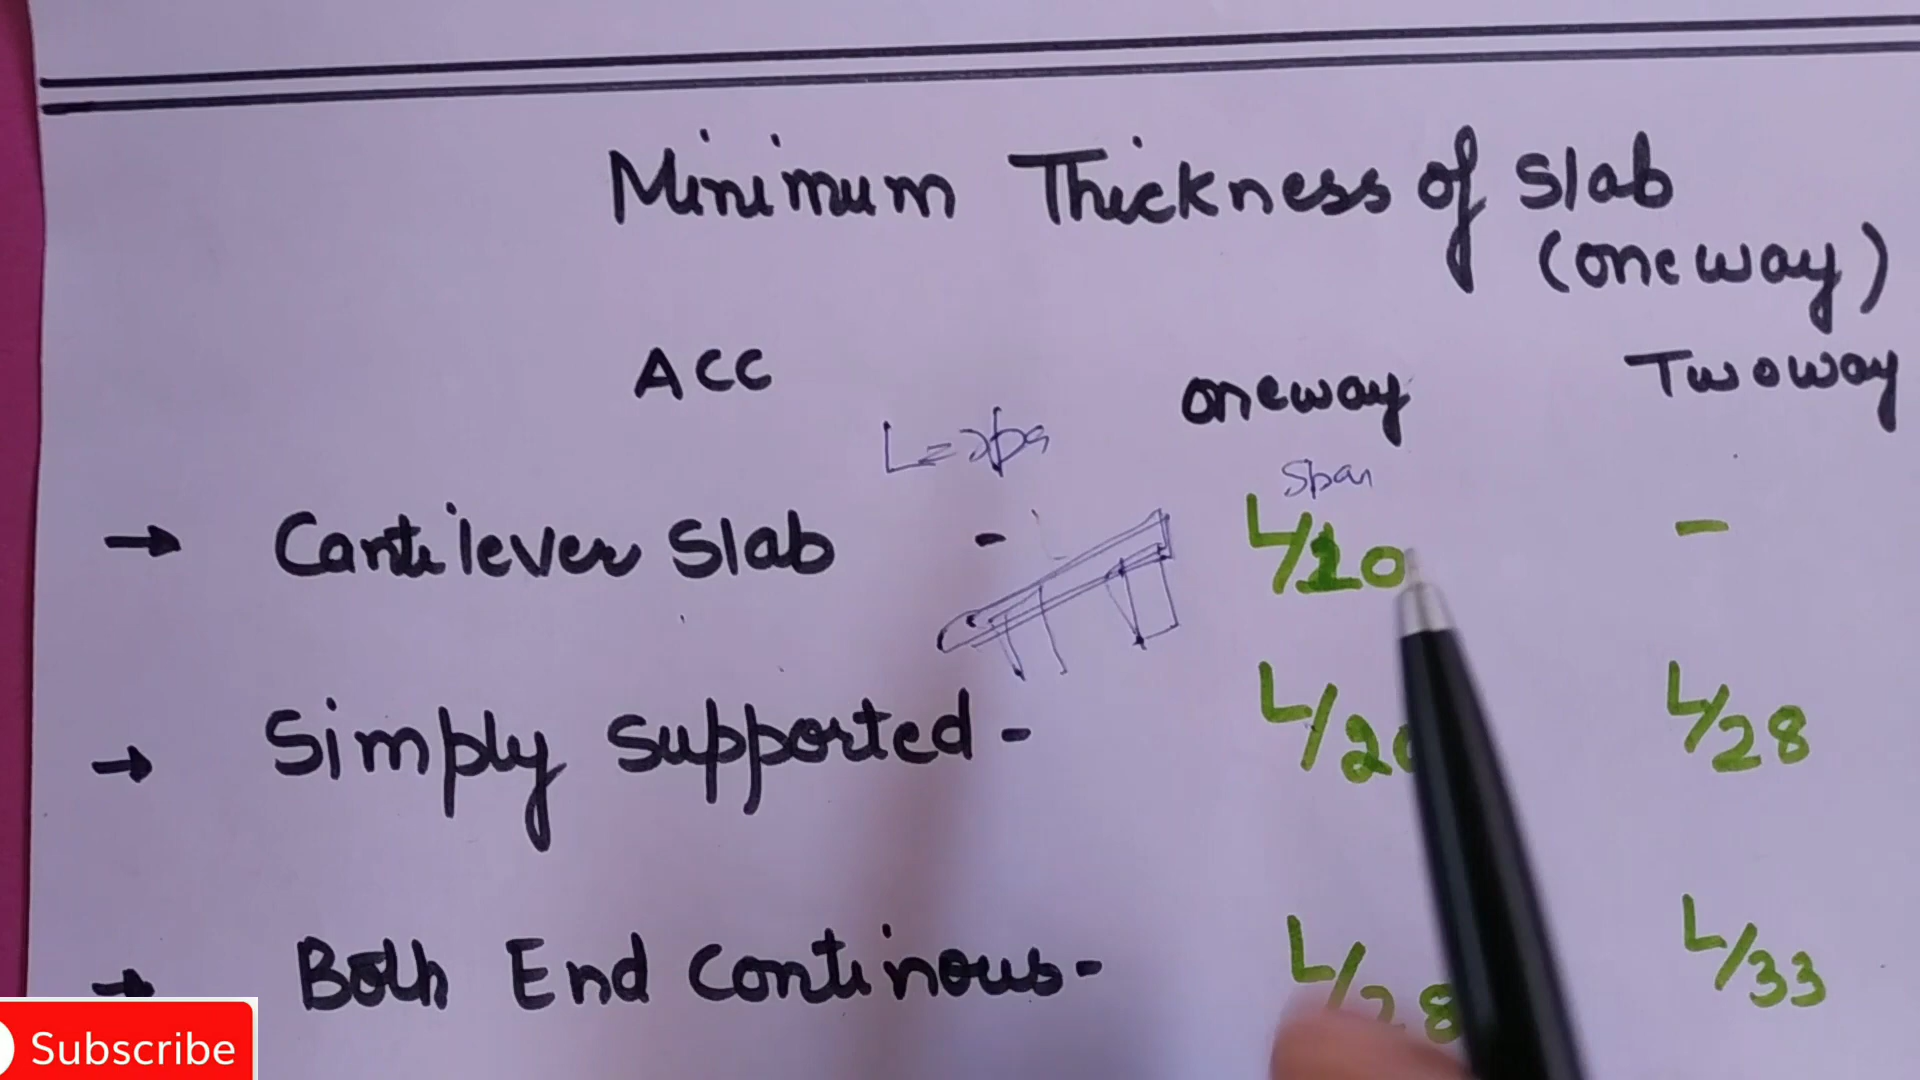 Minimum Thickness of Slab
(oneway)
ACC oneway Twoway
L= Span
→ Cantilever Slab - L/10 -
→ Simply Supported - L/20 L/28
→ Both End Continous - L/28 L/33
Subscribe